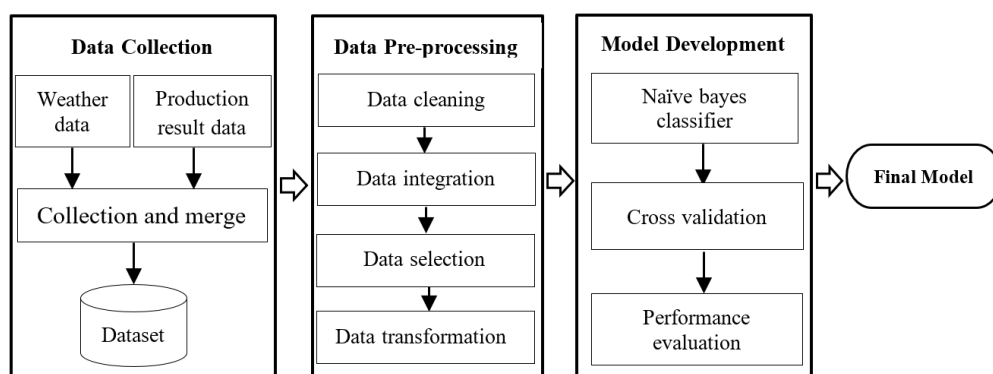 Data Collection
Weather
data
Production
result data
Collection and merge
Dataset
Data Pre-processing
Data cleaning
Data integration
Data selection
Data transformation
Model Development
Naïve bayes
classifier
Cross validation
Performance
evaluation
Final Model